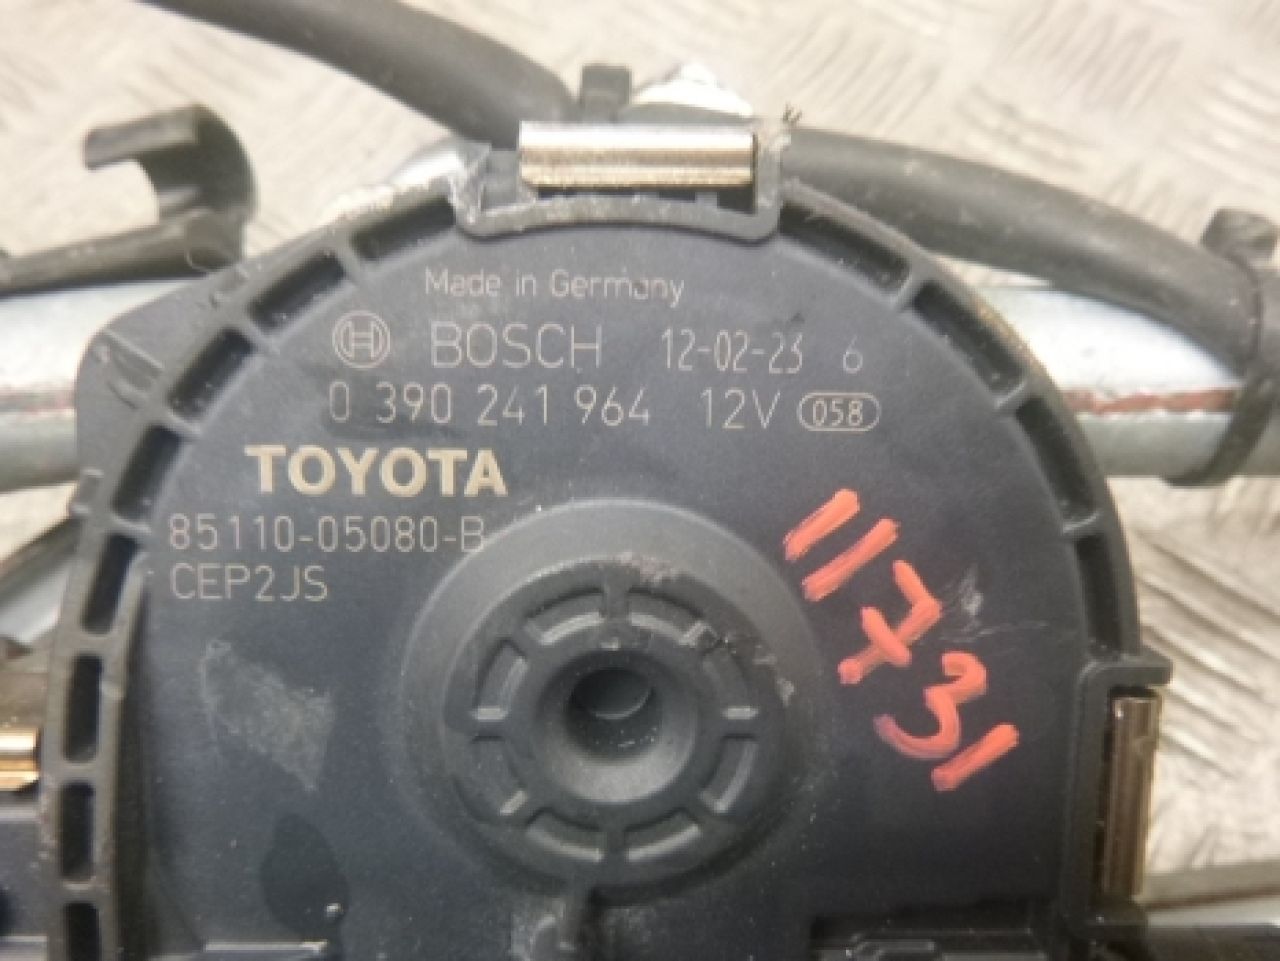 Made in Germany
BOSCH 12-02-23 6
0 390 241 964 12V 058
TOYOTA
85110-05080-B
CEP2JS
11731